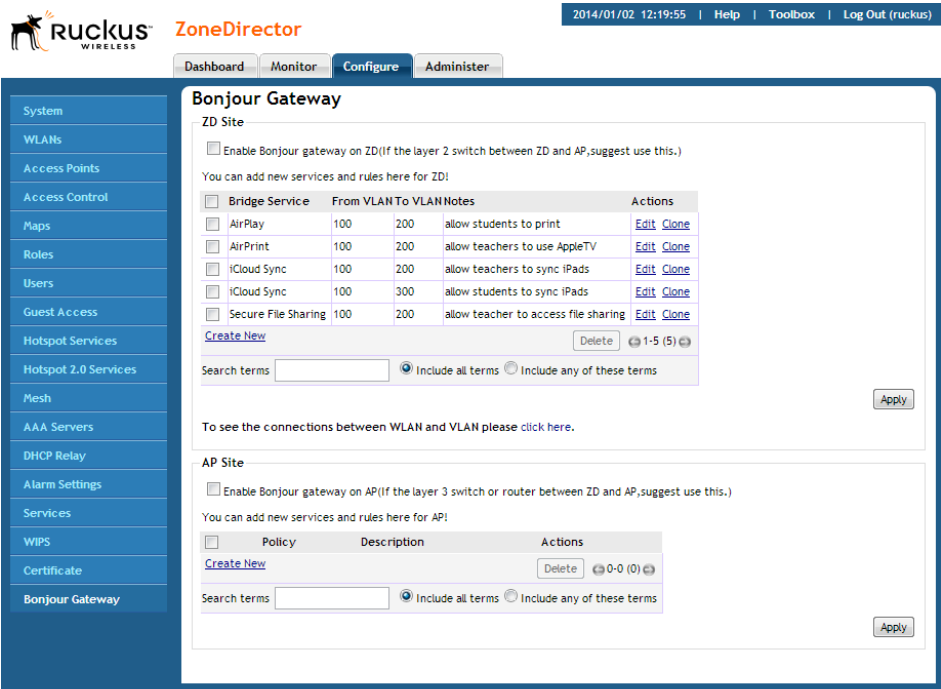 2014/01/02 12:19:55 | Help | Toolbox | Log Out (ruckus)
Ruckus WIRELESS ZoneDirector
Dashboard Monitor Configure Administer
System
WLANs
Access Points
Access Control
Maps
Roles
Users
Guest Access
Hotspot Services
Hotspot 2.0 Services
Mesh
AAA Servers
DHCP Relay
Alarm Settings
Services
WIPS
Certificate
Bonjour Gateway
Bonjour Gateway
ZD Site
Enable Bonjour gateway on ZD(If the layer 2 switch between ZD and AP,suggest use this.)
You can add new services and rules here for ZD!
Bridge Service From VLAN To VLAN Notes Actions
AirPlay 100 200 allow students to print Edit Clone
AirPrint 100 200 allow teachers to use AppleTV Edit Clone
iCloud Sync 100 200 allow teachers to sync iPads Edit Clone
iCloud Sync 100 300 allow students to sync iPads Edit Clone
Secure File Sharing 100 200 allow teacher to access file sharing Edit Clone
Create New Delete 1-5 (5)
Search terms Include all terms Include any of these terms
Apply
To see the connections between WLAN and VLAN please click here.
AP Site
Enable Bonjour gateway on AP(If the layer 3 switch or router between ZD and AP,suggest use this.)
You can add new services and rules here for AP!
Policy Description Actions
Create New Delete 0-0 (0)
Search terms Include all terms Include any of these terms
Apply